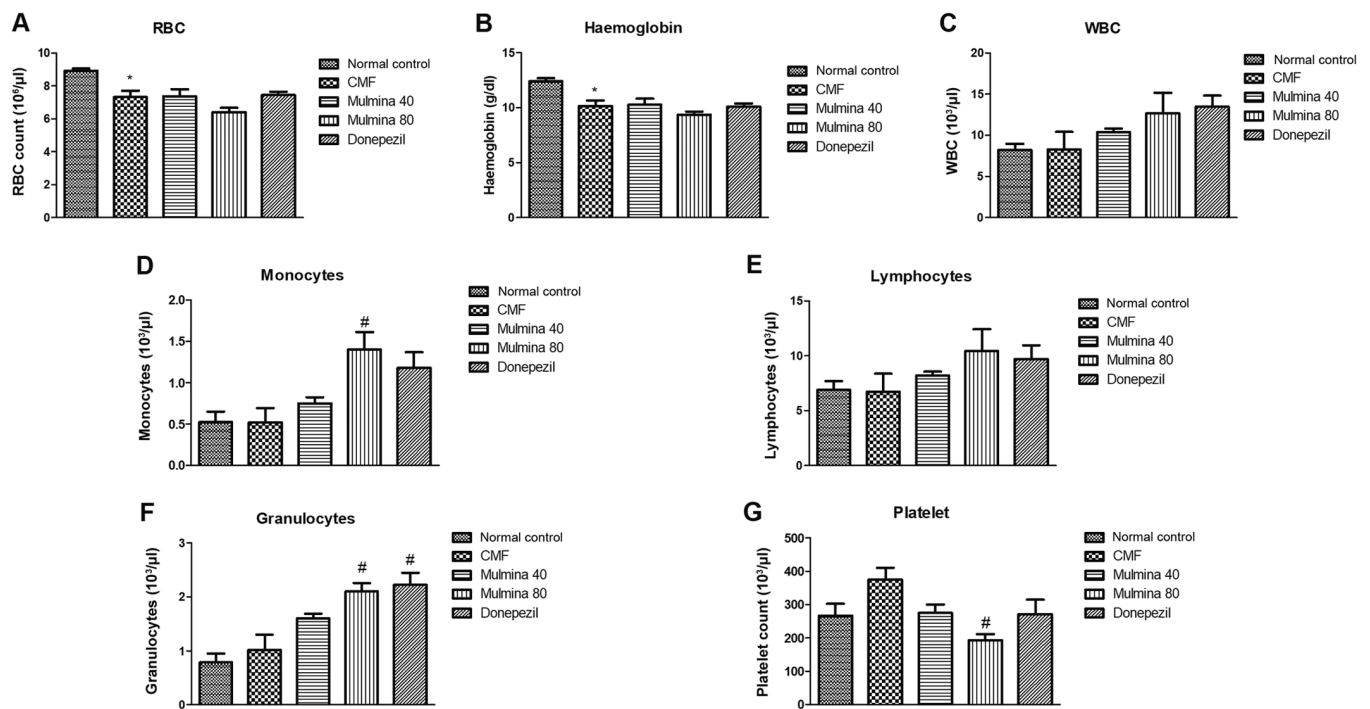 A
RBC
RBC count (10⁶/µl)
10
8
6
4
2
0
*
Normal control
CMF
Mulmina 40
Mulmina 80
Donepezil
B
Haemoglobin
Haemoglobin (g/dl)
15
10
5
0
*
Normal control
CMF
Mulmina 40
Mulmina 80
Donepezil
C
WBC
WBC (10³/µl)
20
15
10
5
0
Normal control
CMF
Mulmina 40
Mulmina 80
Donepezil
D
Monocytes
Monocytes (10³/µl)
2.0
1.5
1.0
0.5
0.0
#
Normal control
CMF
Mulmina 40
Mulmina 80
Donepezil
E
Lymphocytes
Lymphocytes (10³/µl)
15
10
5
0
Normal control
CMF
Mulmina 40
Mulmina 80
Donepezil
F
Granulocytes
Granulocytes (10³/µl)
3
2
1
0
#
#
Normal control
CMF
Mulmina 40
Mulmina 80
Donepezil
G
Platelet
Platelet count (10³/µl)
500
400
300
200
100
0
#
Normal control
CMF
Mulmina 40
Mulmina 80
Donepezil